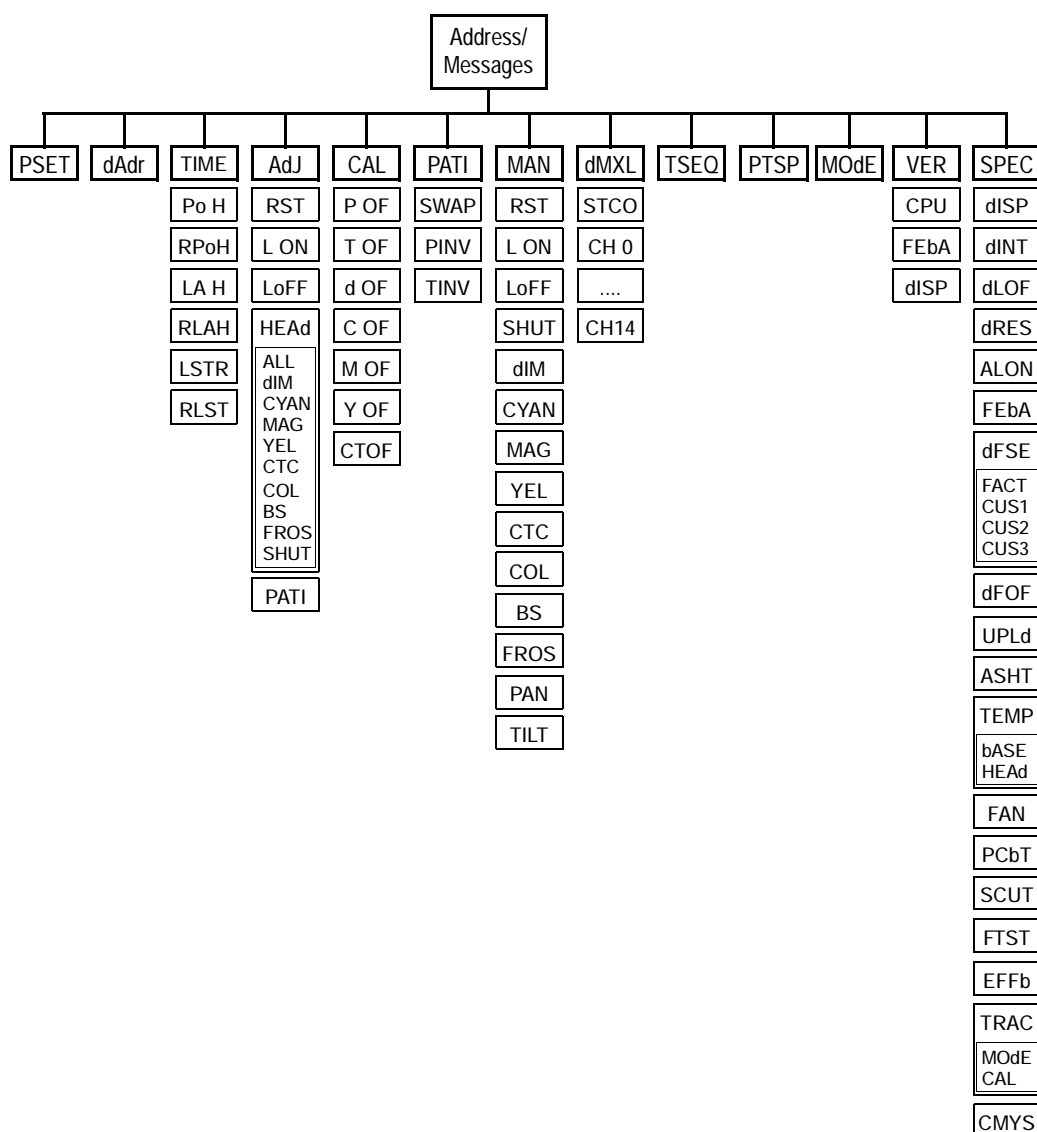 Address/
Messages
PSET
dAdr
TIME
Po H
RPoH
LA H
RLAH
LSTR
RLST
AdJ
RST
L ON
LoFF
HEAd
ALL
dIM
CYAN
MAG
YEL
CTC
COL
BS
FROS
SHUT
PATI
CAL
P OF
T OF
d OF
C OF
M OF
Y OF
CTOF
PATI
SWAP
PINV
TINV
MAN
RST
L ON
LoFF
SHUT
dIM
CYAN
MAG
YEL
CTC
COL
BS
FROS
PAN
TILT
dMXL
STCO
CH 0
....
CH14
TSEQ
PTSP
MOdE
VER
CPU
FEbA
dISP
SPEC
dISP
dINT
dLOF
dRES
ALON
FEbA
dFSE
FACT
CUS1
CUS2
CUS3
dFOF
UPLd
ASHT
TEMP
bASE
HEAd
FAN
PCbT
SCUT
FTST
EFFb
TRAC
MOdE
CAL
CMYS